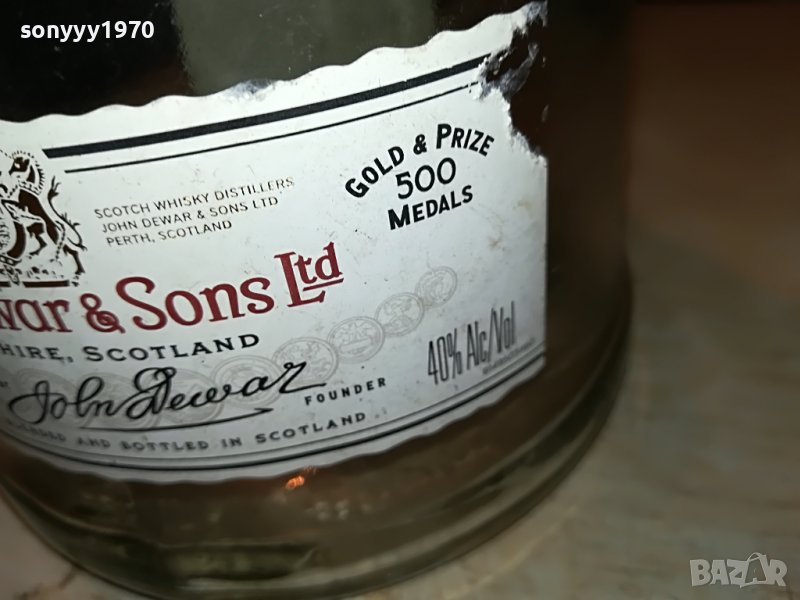 sonyyy1970
SCOTCH WHISKY DISTILLERS
JOHN DEWAR & SONS LTD
PERTH, SCOTLAND
GOLD & PRIZE
500
MEDALS
war & Sons Ltd
HIRE, SCOTLAND
John Dewar
FOUNDER
40% Alc/Vol
AND BOTTLED IN SCOTLAND
BAZAR